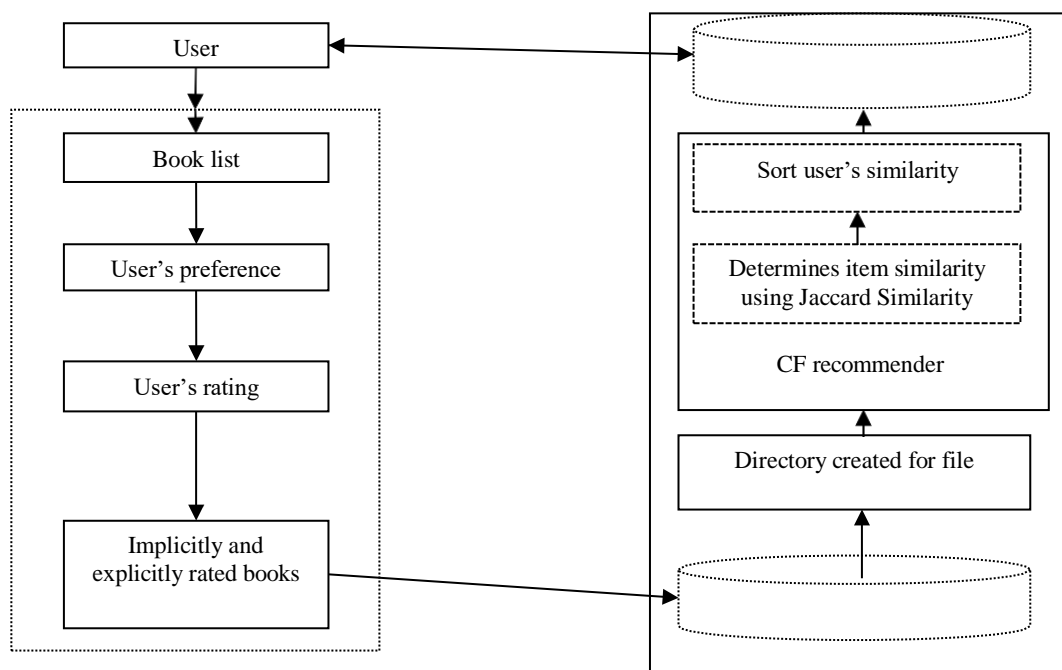 User
Book list
User’s preference
User’s rating
Implicitly and
explicitly rated books
Sort user’s similarity
Determines item similarity
using Jaccard Similarity
CF recommender
Directory created for file